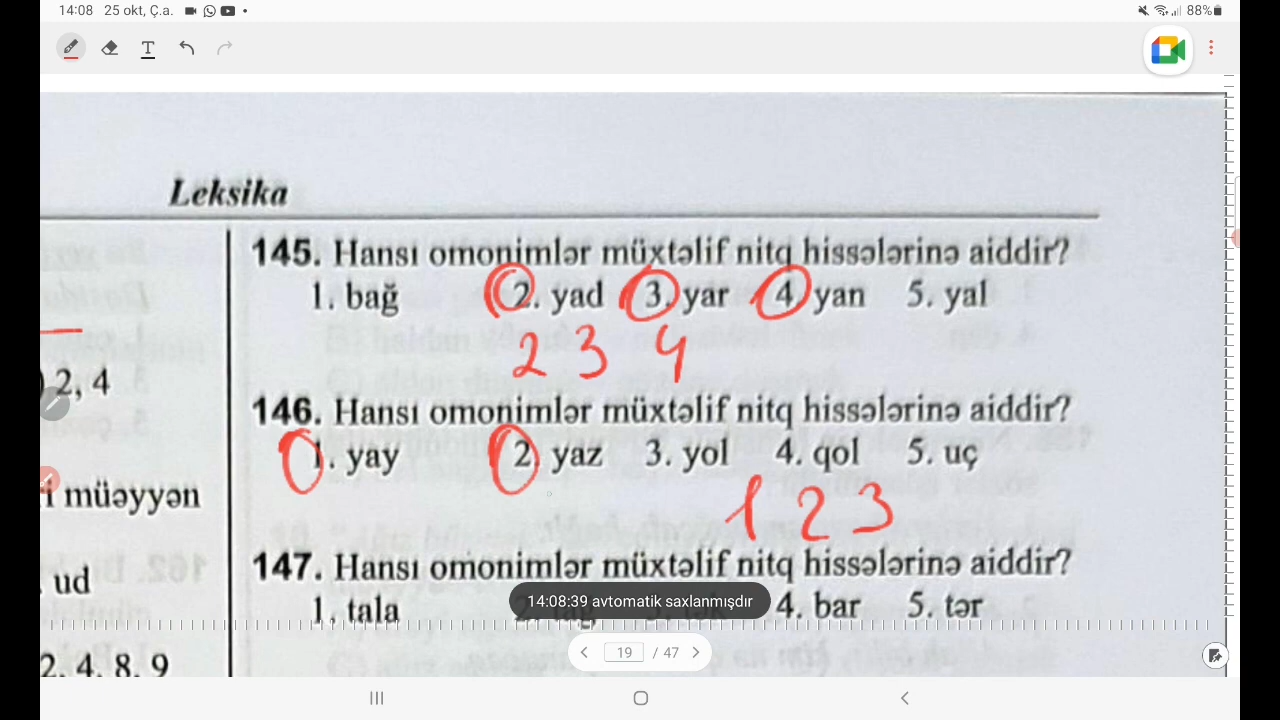 14:08 25 okt, Ç.a. 88%
T
Leksika
145. Hansı omonimlər müxtəlif nitq hissələrinə aiddir?
1. bağ 2. yad 3. yar 4. yan 5. yal
2 3 4
2, 4
146. Hansı omonimlər müxtəlif nitq hissələrinə aiddir?
1. yay 2. yaz 3. yol 4. qol 5. uç
müəyyən
1 2 3
147. Hansı omonimlər müxtəlif nitq hissələrinə aiddir?
ud
14:08:39 avtomatik saxlanmışdır
1. tala 4. bar 5. tər
19 / 47
2, 4, 8, 9